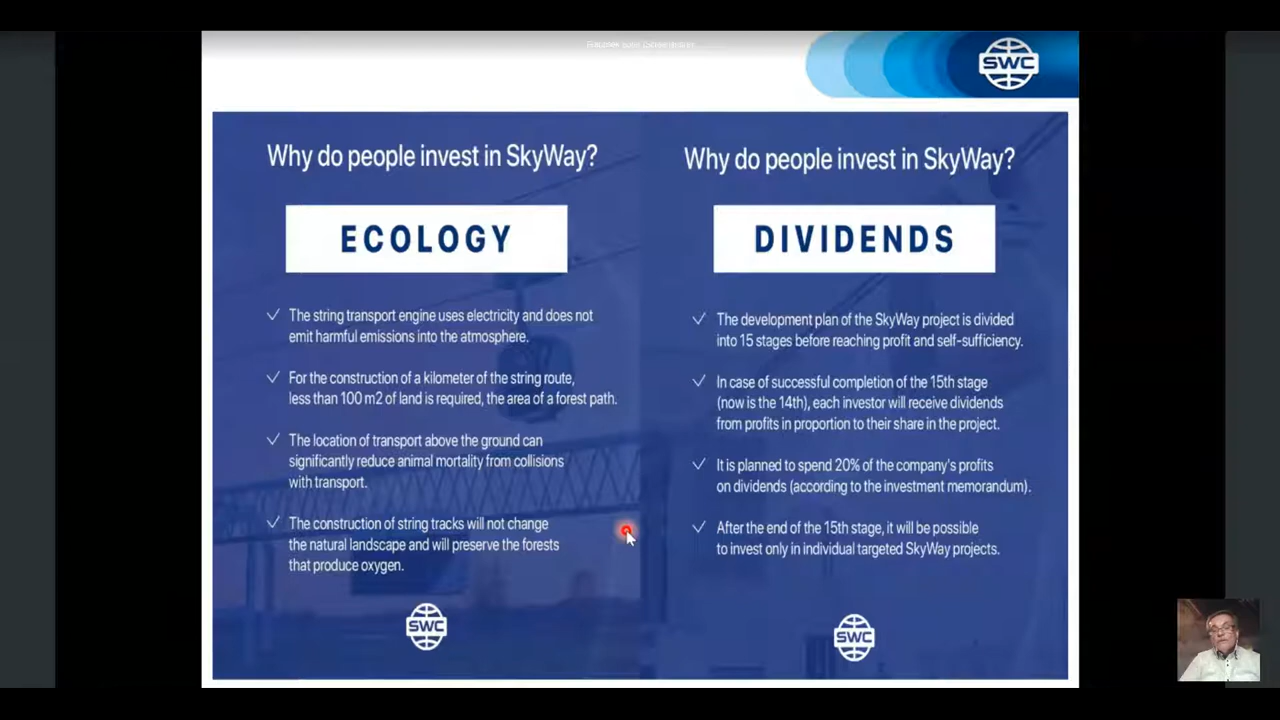 SWC
Why do people invest in SkyWay?
ECOLOGY
The string transport engine uses electricity and does not
emit harmful emissions into the atmosphere.
For the construction of a kilometer of the string route,
less than 100 m2 of land is required, the area of a forest path.
The location of transport above the ground can
significantly reduce animal mortality from collisions
with transport.
The construction of string tracks will not change
the natural landscape and will preserve the forests
that produce oxygen.
SWC
Why do people invest in SkyWay?
DIVIDENDS
The development plan of the SkyWay project is divided
into 15 stages before reaching profit and self-sufficiency.
In case of successful completion of the 15th stage
(now is the 14th), each investor will receive dividends
from profits in proportion to their share in the project.
It is planned to spend 20% of the company's profits
on dividends (according to the investment memorandum).
After the end of the 15th stage, it will be possible
to invest only in individual targeted SkyWay projects.
SWC